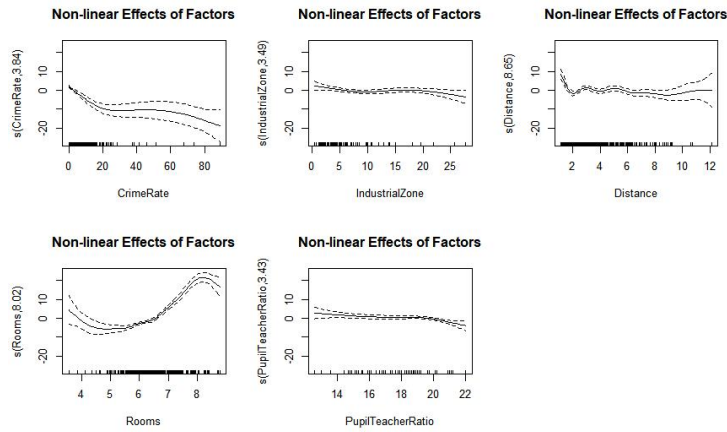 Non-linear Effects of Factors
s(CrimeRate,3.84)
-20 0 10
0 20 40 60 80
CrimeRate
Non-linear Effects of Factors
s(IndustrialZone,3.49)
-20 0 10
0 5 10 15 20 25
IndustrialZone
Non-linear Effects of Factors
s(Distance,8.65)
-20 0 10
2 4 6 8 10 12
Distance
Non-linear Effects of Factors
s(Rooms,8.02)
-20 0 10
4 5 6 7 8
Rooms
Non-linear Effects of Factors
s(PupilTeacherRatio,3.43)
-20 0 10
14 16 18 20 22
PupilTeacherRatio